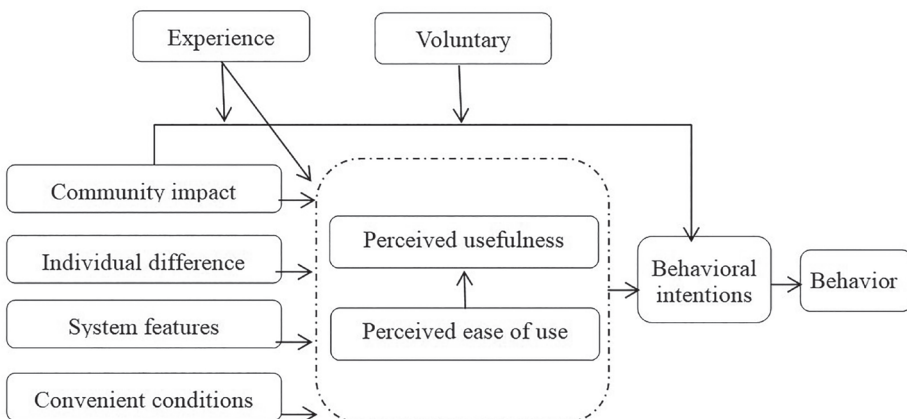 Experience
Voluntary
Community impact
Perceived usefulness
Individual difference
Behavioral
intentions
Behavior
System features
Perceived ease of use
Convenient conditions